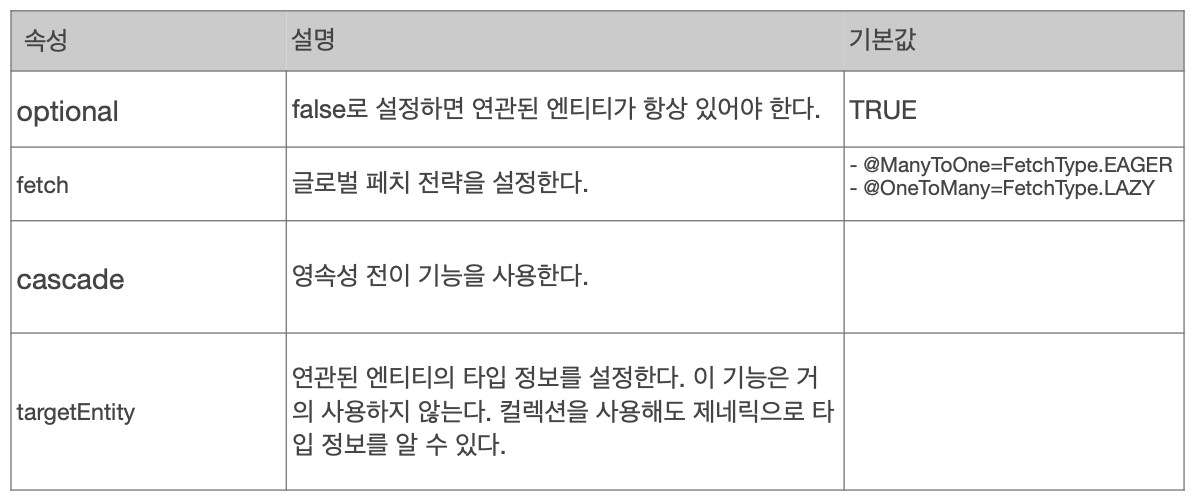 속성 설명 기본값
optional false로 설정하면 연관된 엔티티가 항상 있어야 한다. TRUE
fetch 글로벌 페치 전략을 설정한다. - @ManyToOne=FetchType.EAGER
- @OneToMany=FetchType.LAZY
cascade 영속성 전이 기능을 사용한다.
targetEntity 연관된 엔티티의 타입 정보를 설정한다. 이 기능은 거
의 사용하지 않는다. 컬렉션을 사용해도 제네릭으로 타
입 정보를 알 수 있다.